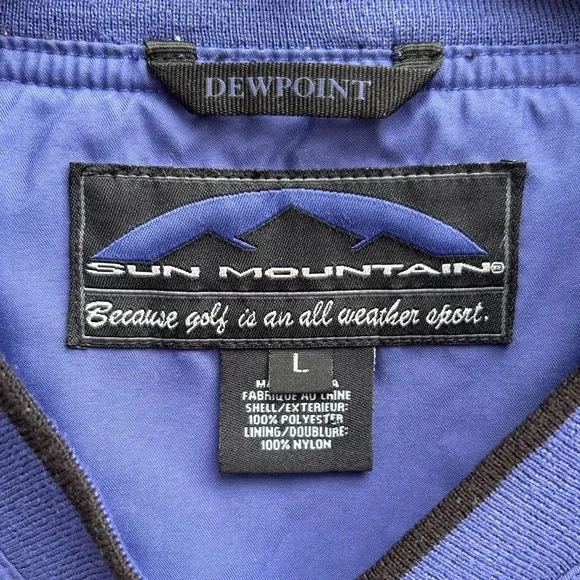 DEWPOINT
SUN MOUNTAIN®
Because golf is an all weather sport.
L
FABRIQUE AU CHINE
SHELL/EXTERIEUR:
100% POLYESTER
LINING/DOUBLURE:
100% NYLON